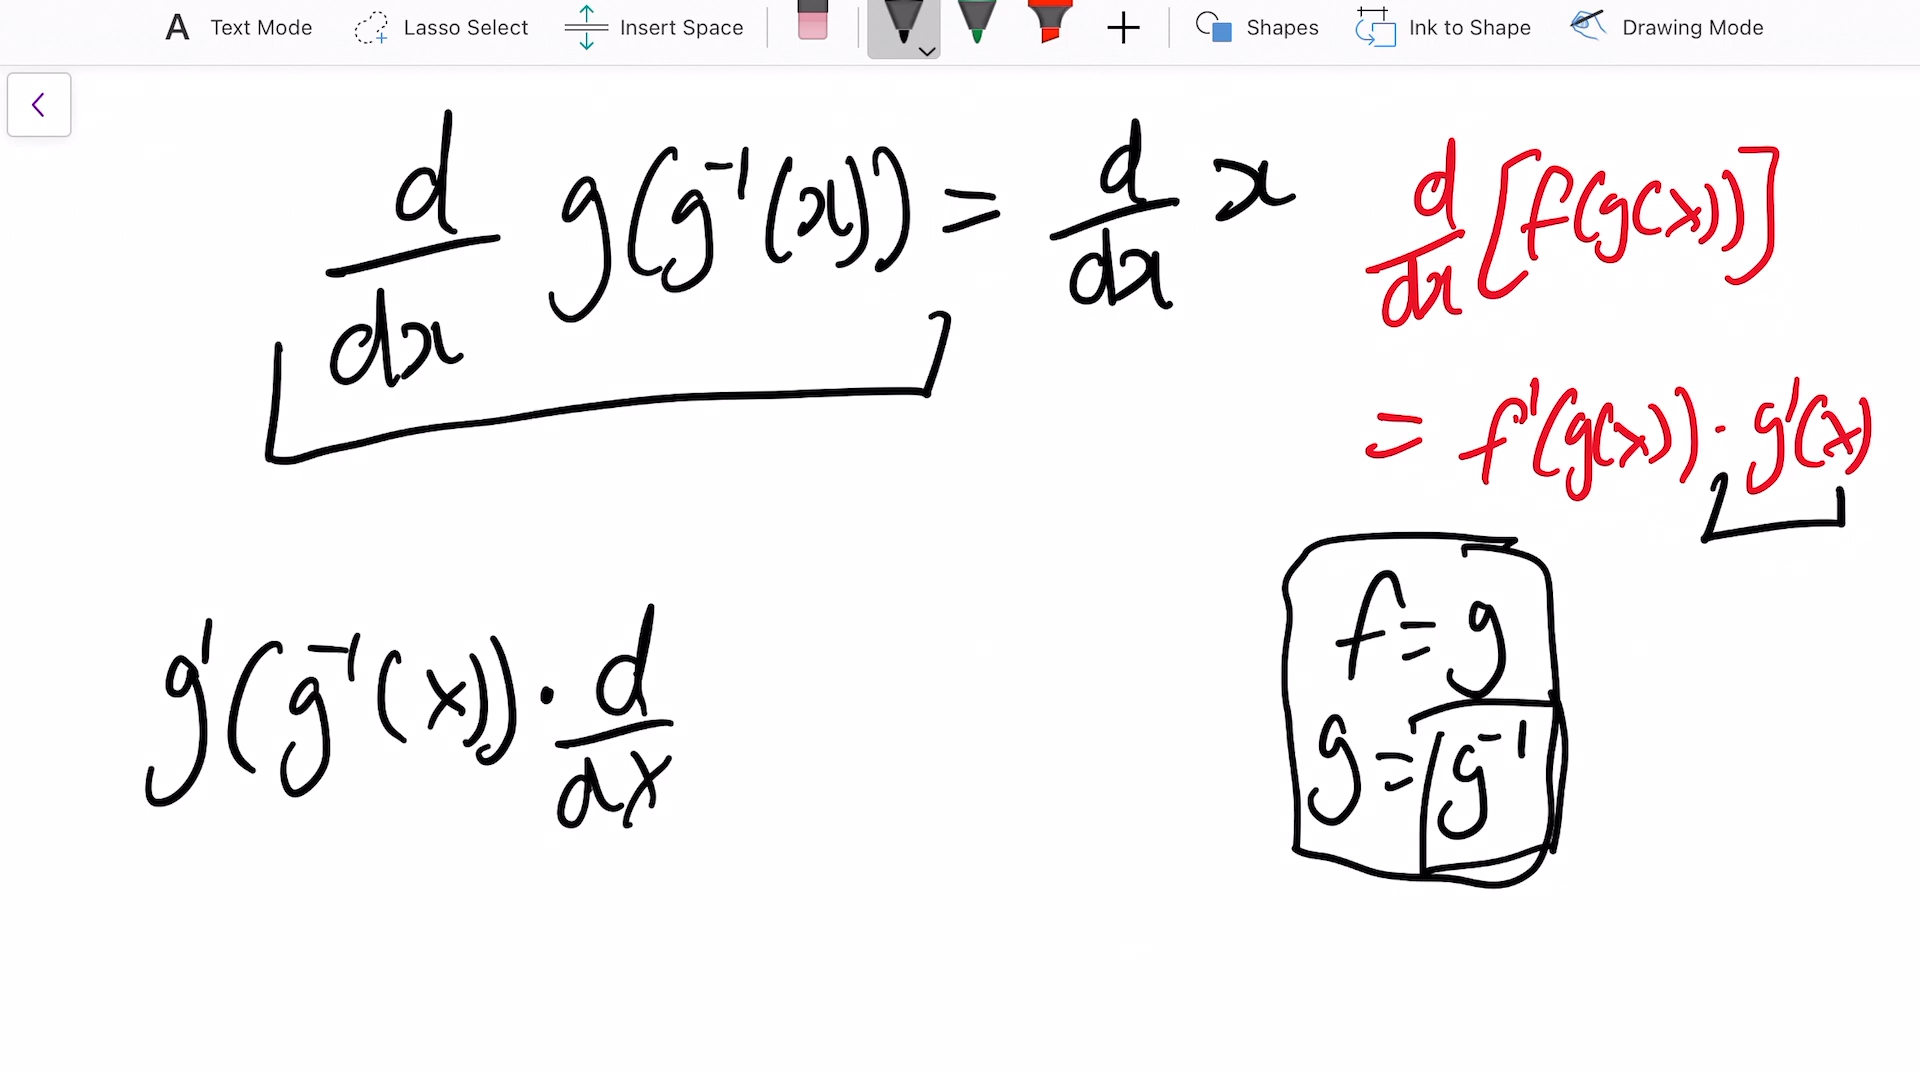 Text Mode Lasso Select Insert Space Shapes Ink to Shape Drawing Mode
d/dx g(g⁻¹(x)) = d/dx x
d/dx [f(g(x))]
= f'(g(x)) · g'(x)
g'(g⁻¹(x)) · d/dx
f = g
g = g⁻¹